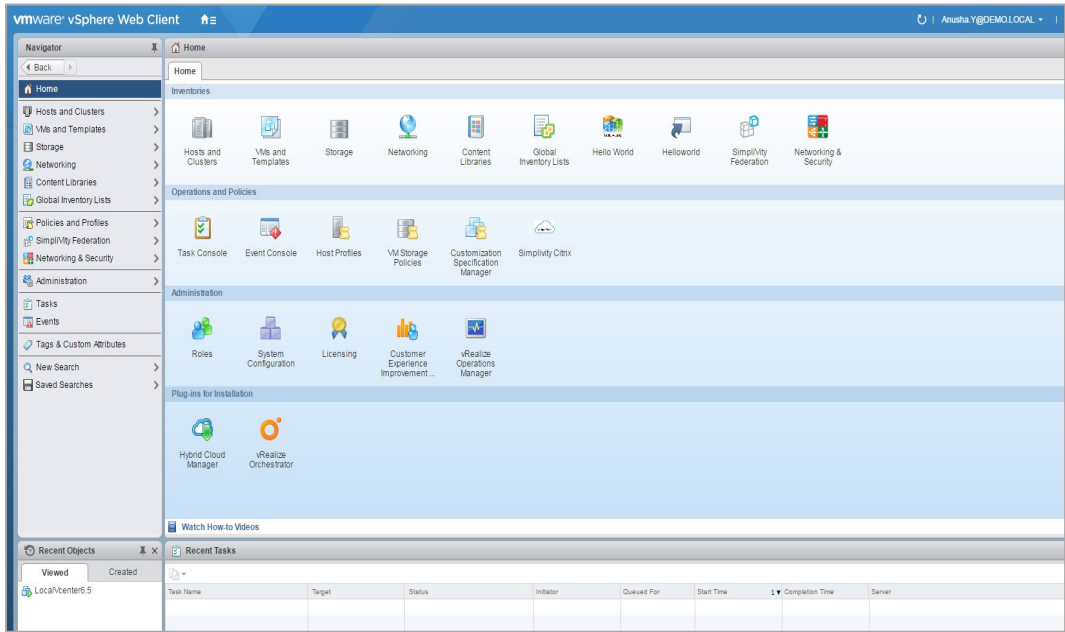 vmware® vSphere Web Client
Anusha.Y@DEMO.LOCAL
Navigator
Back
Home
Hosts and Clusters
VMs and Templates
Storage
Networking
Content Libraries
Global Inventory Lists
Policies and Profiles
SimpliVity Federation
Networking & Security
Administration
Tasks
Events
Tags & Custom Attributes
New Search
Saved Searches
Home
Home
Inventories
Hosts and
Clusters
VMs and
Templates
Storage
Networking
Content
Libraries
Global
Inventory Lists
Hello World
Helloworld
SimpliVity
Federation
Networking &
Security
Operations and Policies
Task Console
Event Console
Host Profiles
VM Storage
Policies
Customization
Specification
Manager
Simplivity Citrix
Administration
Roles
System
Configuration
Licensing
Customer
Experience
Improvement ...
vRealize
Operations
Manager
Plug-ins for Installation
Hybrid Cloud
Manager
vRealize
Orchestrator
Watch How-to Videos
Recent Objects
Viewed
Created
LocalVcenter6.5
Recent Tasks
Task Name
Target
Status
Initiator
Queued For
Start Time
1
Completion Time
Server